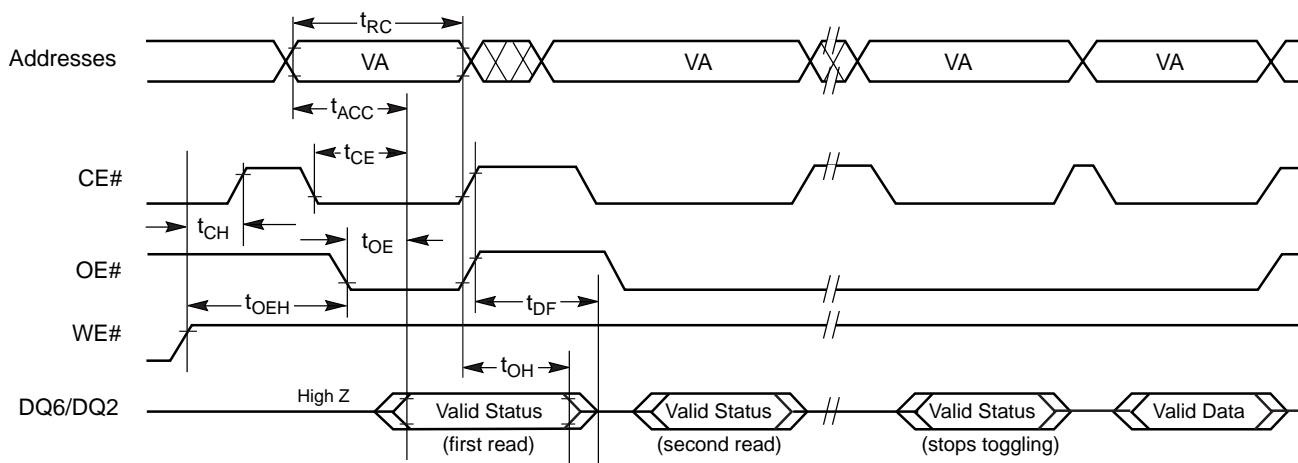 tRC
Addresses VA VA VA VA
tACC
tCE
CE#
tCH
tOE
OE#
tOEH
tDF
WE#
tOH
DQ6/DQ2 High Z Valid Status Valid Status Valid Status Valid Data
(first read) (second read) (stops toggling)